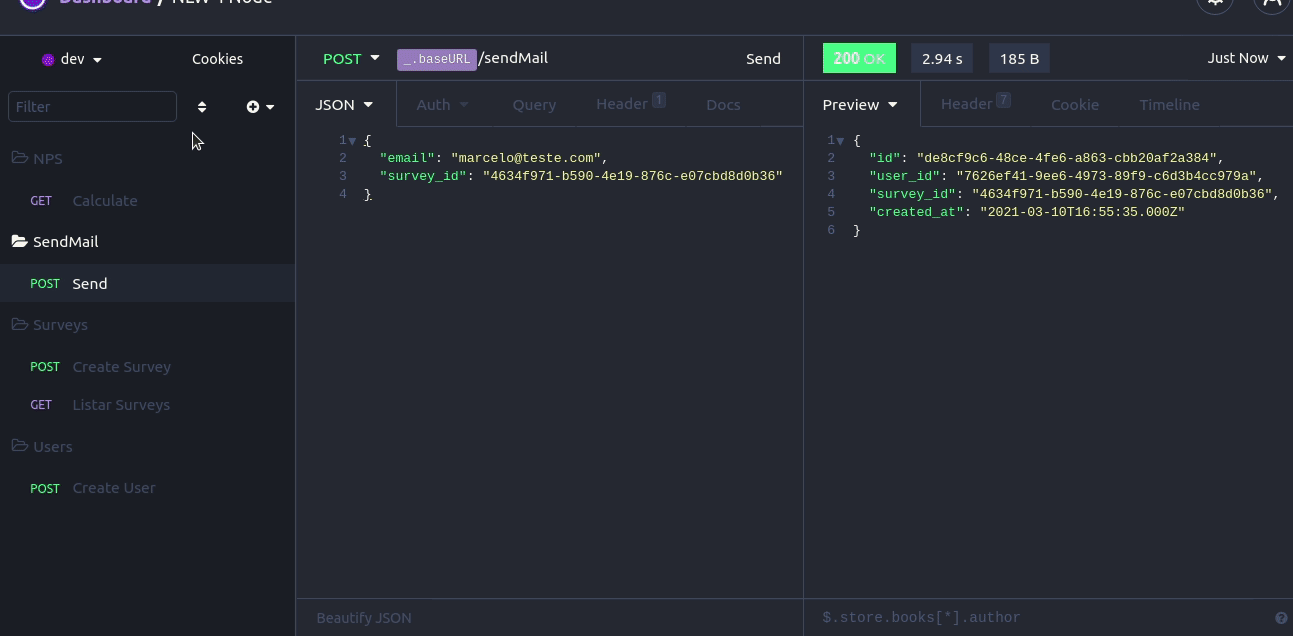 Dashboard / NLW 4 Node
dev
Cookies
Filter
NPS
GET Calculate
SendMail
POST Send
Surveys
POST Create Survey
GET Listar Surveys
Users
POST Create User
POST _.baseURL/sendMail Send
JSON Auth Query Header 1 Docs
1 {
2 "email": "marcelo@teste.com",
3 "survey_id": "4634f971-b590-4e19-876c-e07cbd8d0b36"
4 }
Beautify JSON
200 OK 2.94 s 185 B Just Now
Preview Header 7 Cookie Timeline
1 {
2 "id": "de8cf9c6-48ce-4fe6-a863-cbb20af2a384",
3 "user_id": "7626ef41-9ee6-4973-89f9-c6d3b4cc979a",
4 "survey_id": "4634f971-b590-4e19-876c-e07cbd8d0b36",
5 "created_at": "2021-03-10T16:55:35.000Z"
6 }
$.store.books[*].author